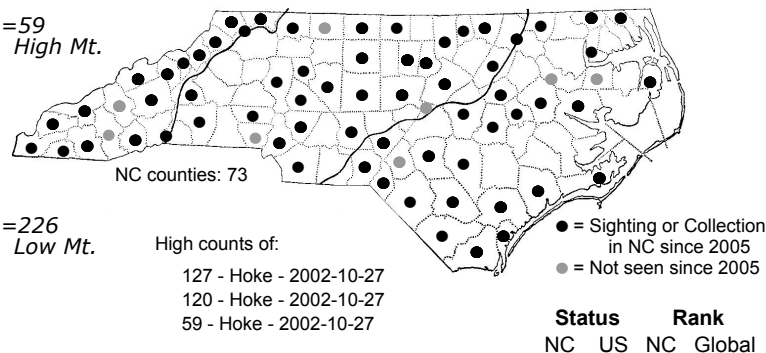 =59
High Mt.
NC counties: 73
=226
Low Mt.
High counts of:
127 - Hoke - 2002-10-27
120 - Hoke - 2002-10-27
59 - Hoke - 2002-10-27
= Sighting or Collection
in NC since 2005
= Not seen since 2005
Status Rank
NC US NC Global